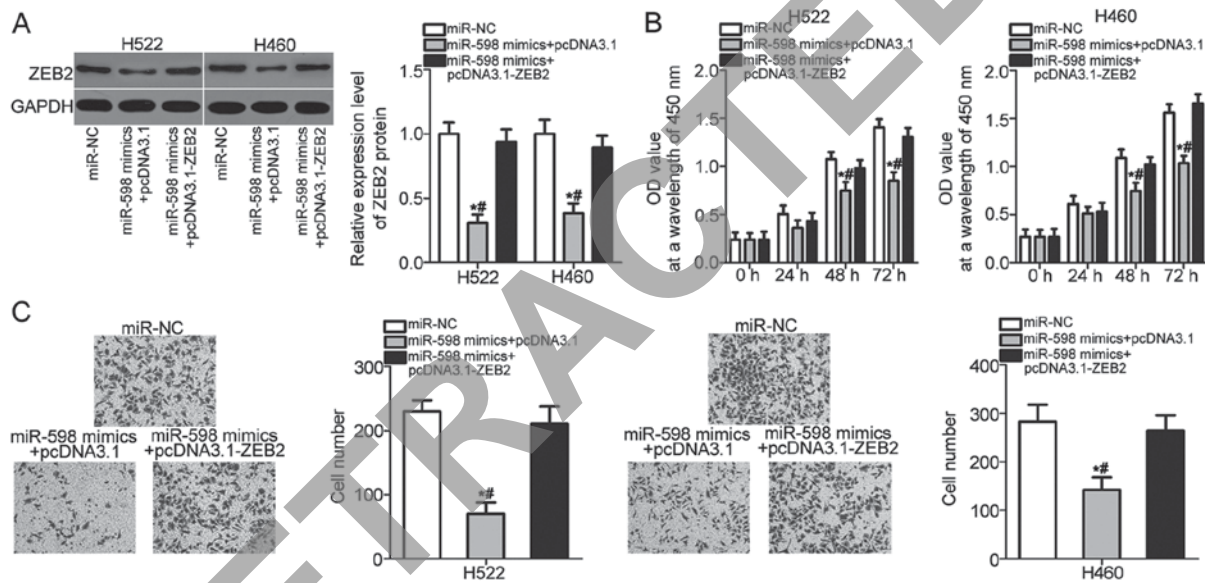 A
H522 H460
ZEB2
GAPDH
miR-NC
miR-598 mimics
+pcDNA3.1
miR-598 mimics
+pcDNA3.1-ZEB2
miR-NC
miR-598 mimics
+pcDNA3.1
miR-598 mimics
+pcDNA3.1-ZEB2
miR-NC
miR-598 mimics+pcDNA3.1
miR-598 mimics+
pcDNA3.1-ZEB2
Relative expression level
of ZEB2 protein
1.5
1.0
0.5
0.0
*#
*#
H522 H460
B
H522
miR-NC
miR-598 mimics+pcDNA3.1
miR-598 mimics+
pcDNA3.1-ZEB2
OD value
at a wavelength of 450 nm
2.0
1.5
1.0
0.5
0.0
*#
*#
0 h 24 h 48 h 72 h
H460
miR-NC
miR-598 mimics+pcDNA3.1
miR-598 mimics+
pcDNA3.1-ZEB2
OD value
at a wavelength of 450 nm
2.0
1.5
1.0
0.5
0.0
*#
*#
0 h 24 h 48 h 72 h
C
miR-NC
miR-598 mimics
+pcDNA3.1
miR-598 mimics
+pcDNA3.1-ZEB2
miR-NC
miR-598 mimics+pcDNA3.1
miR-598 mimics+
pcDNA3.1-ZEB2
Cell number
300
200
100
0
*#
H522
miR-NC
miR-598 mimics
+pcDNA3.1
miR-598 mimics
+pcDNA3.1-ZEB2
miR-NC
miR-598 mimics+pcDNA3.1
miR-598 mimics+
pcDNA3.1-ZEB2
Cell number
400
300
200
100
0
*#
H460
RETRACTED